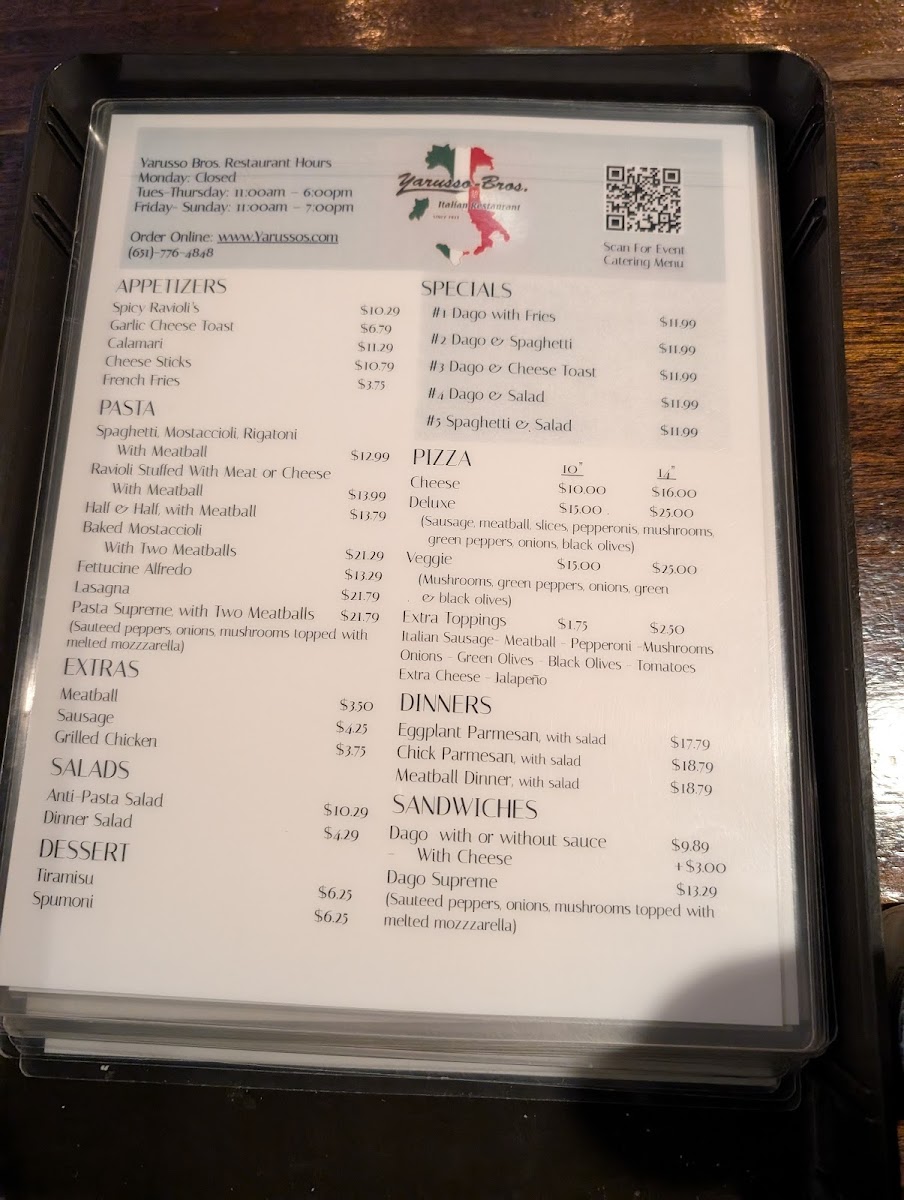 Yarusso Bros. Restaurant Hours
Monday: Closed
Tues-Thursday: 11:00am – 6:00pm
Friday- Sunday: 11:00am – 7:00pm
Order Online: www.Yarussos.com
(651)-776-4848
Yarusso-Bros.
Italian Restaurant
SINCE 1933
Scan For Event
Catering Menu
APPETIZERS
Spicy Ravioli's $10.29
Garlic Cheese Toast $6.79
Calamari $11.29
Cheese Sticks $10.79
French Fries $3.75
PASTA
Spaghetti, Mostaccioli, Rigatoni
With Meatball $12.99
Ravioli Stuffed With Meat or Cheese
With Meatball $13.99
Half & Half, with Meatball $13.79
Baked Mostaccioli
With Two Meatballs $21.29
Fettucine Alfredo $13.29
Lasagna $21.79
Pasta Supreme, with Two Meatballs $21.79
(Sauteed peppers, onions, mushrooms topped with
melted mozzzarella)
EXTRAS
Meatball $3.50
Sausage $4.25
Grilled Chicken $3.75
SALADS
Anti-Pasta Salad $10.29
Dinner Salad $4.29
DESSERT
Tiramisu $6.25
Spumoni $6.25
SPECIALS
#1 Dago with Fries $11.99
#2 Dago & Spaghetti $11.99
#3 Dago & Cheese Toast $11.99
#4 Dago & Salad $11.99
#5 Spaghetti & Salad $11.99
PIZZA 10" 14"
Cheese $10.00 $16.00
Deluxe $15.00 $25.00
(Sausage, meatball, slices, pepperonis, mushrooms,
green peppers, onions, black olives)
Veggie $15.00 $25.00
(Mushrooms, green peppers, onions, green
& black olives)
Extra Toppings $1.75 $2.50
Italian Sausage- Meatball - Pepperoni -Mushrooms
Onions - Green Olives - Black Olives - Tomatoes
Extra Cheese - Jalapeño
DINNERS
Eggplant Parmesan, with salad $17.79
Chick Parmesan, with salad $18.79
Meatball Dinner, with salad $18.79
SANDWICHES
Dago with or without sauce $9.89
- With Cheese +$3.00
Dago Supreme $13.29
(Sauteed peppers, onions, mushrooms topped with
melted mozzzarella)